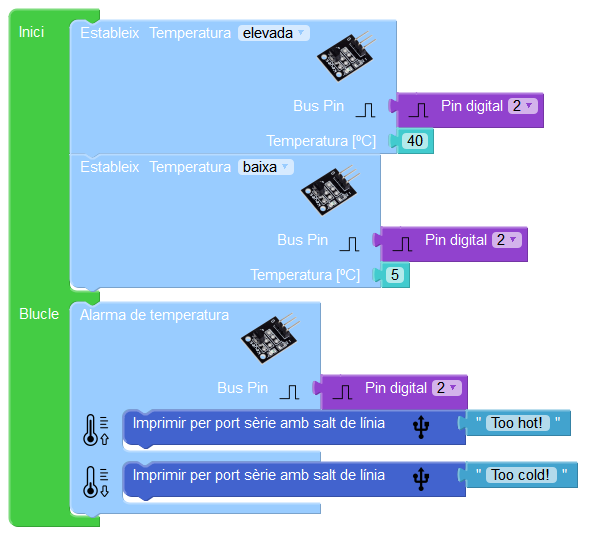 Inici Estableix Temperatura elevada
Bus Pin Pin digital 2
Temperatura [ºC] 40
Estableix Temperatura baixa
Bus Pin Pin digital 2
Temperatura [ºC] 5
Blucle Alarma de temperatura
Bus Pin Pin digital 2
Imprimir per port sèrie amb salt de línia " Too hot! "
Imprimir per port sèrie amb salt de línia " Too cold! "